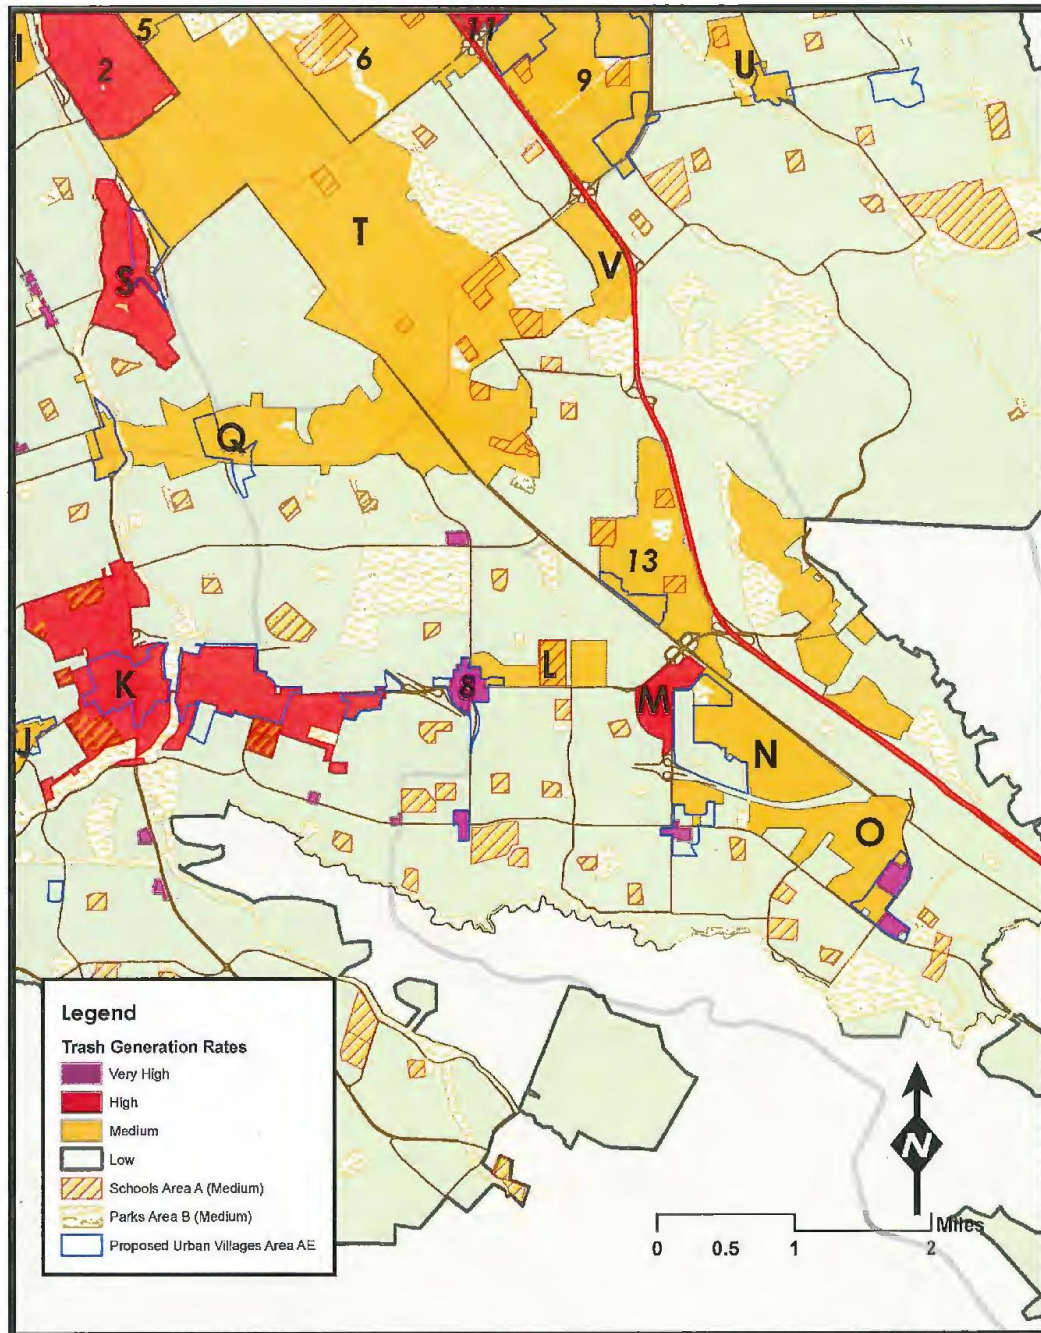 I
5
2
6
11
9
U
T
S
V
Q
13
K
8
L
M
J
N
O
Legend
Trash Generation Rates
Very High
High
Medium
Low
Schools Area A (Medium)
Parks Area B (Medium)
Proposed Urban Villages Area AE
N
Miles
0 0.5 1 2